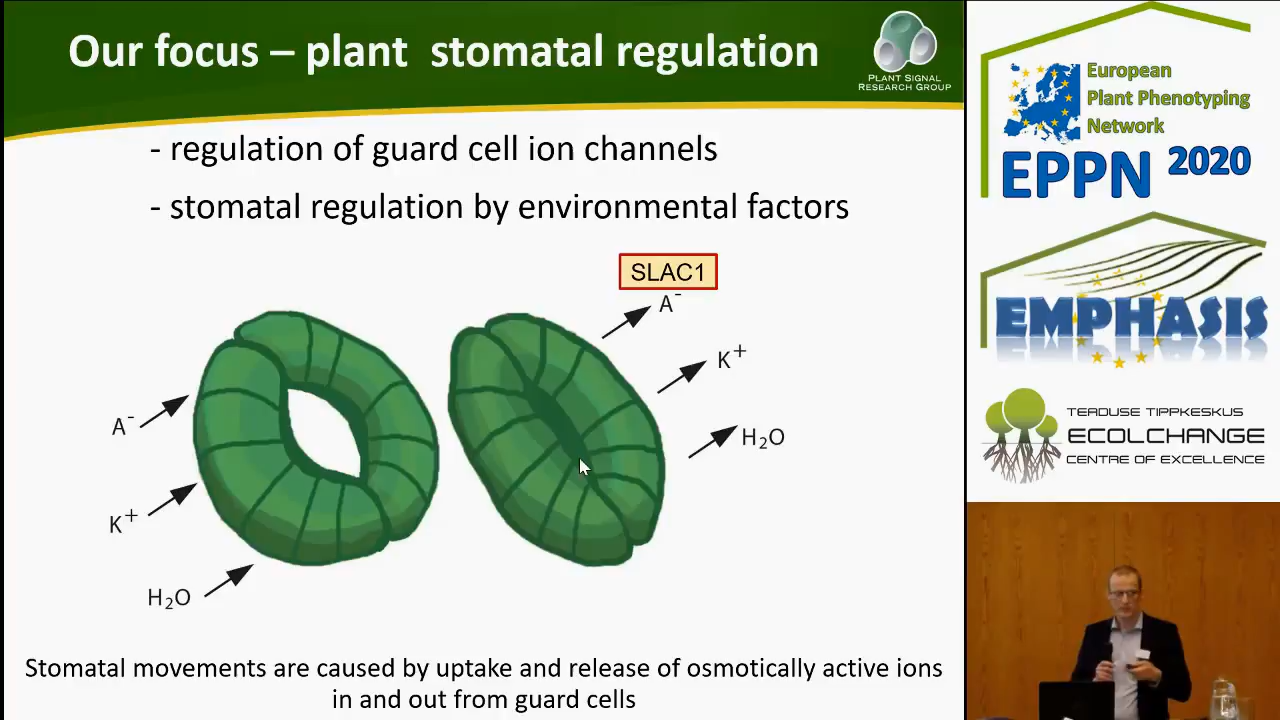 Our focus – plant stomatal regulation
PLANT SIGNAL
RESEARCH GROUP
- regulation of guard cell ion channels
- stomatal regulation by environmental factors
SLAC1
A⁻
K⁺
H₂O
A⁻
K⁺
H₂O
Stomatal movements are caused by uptake and release of osmotically active ions
in and out from guard cells
European
Plant Phenotyping
Network
EPPN 2020
EMPHASIS
TEADUSE TIPPKESKUS
ECOLCHANGE
CENTRE OF EXCELLENCE